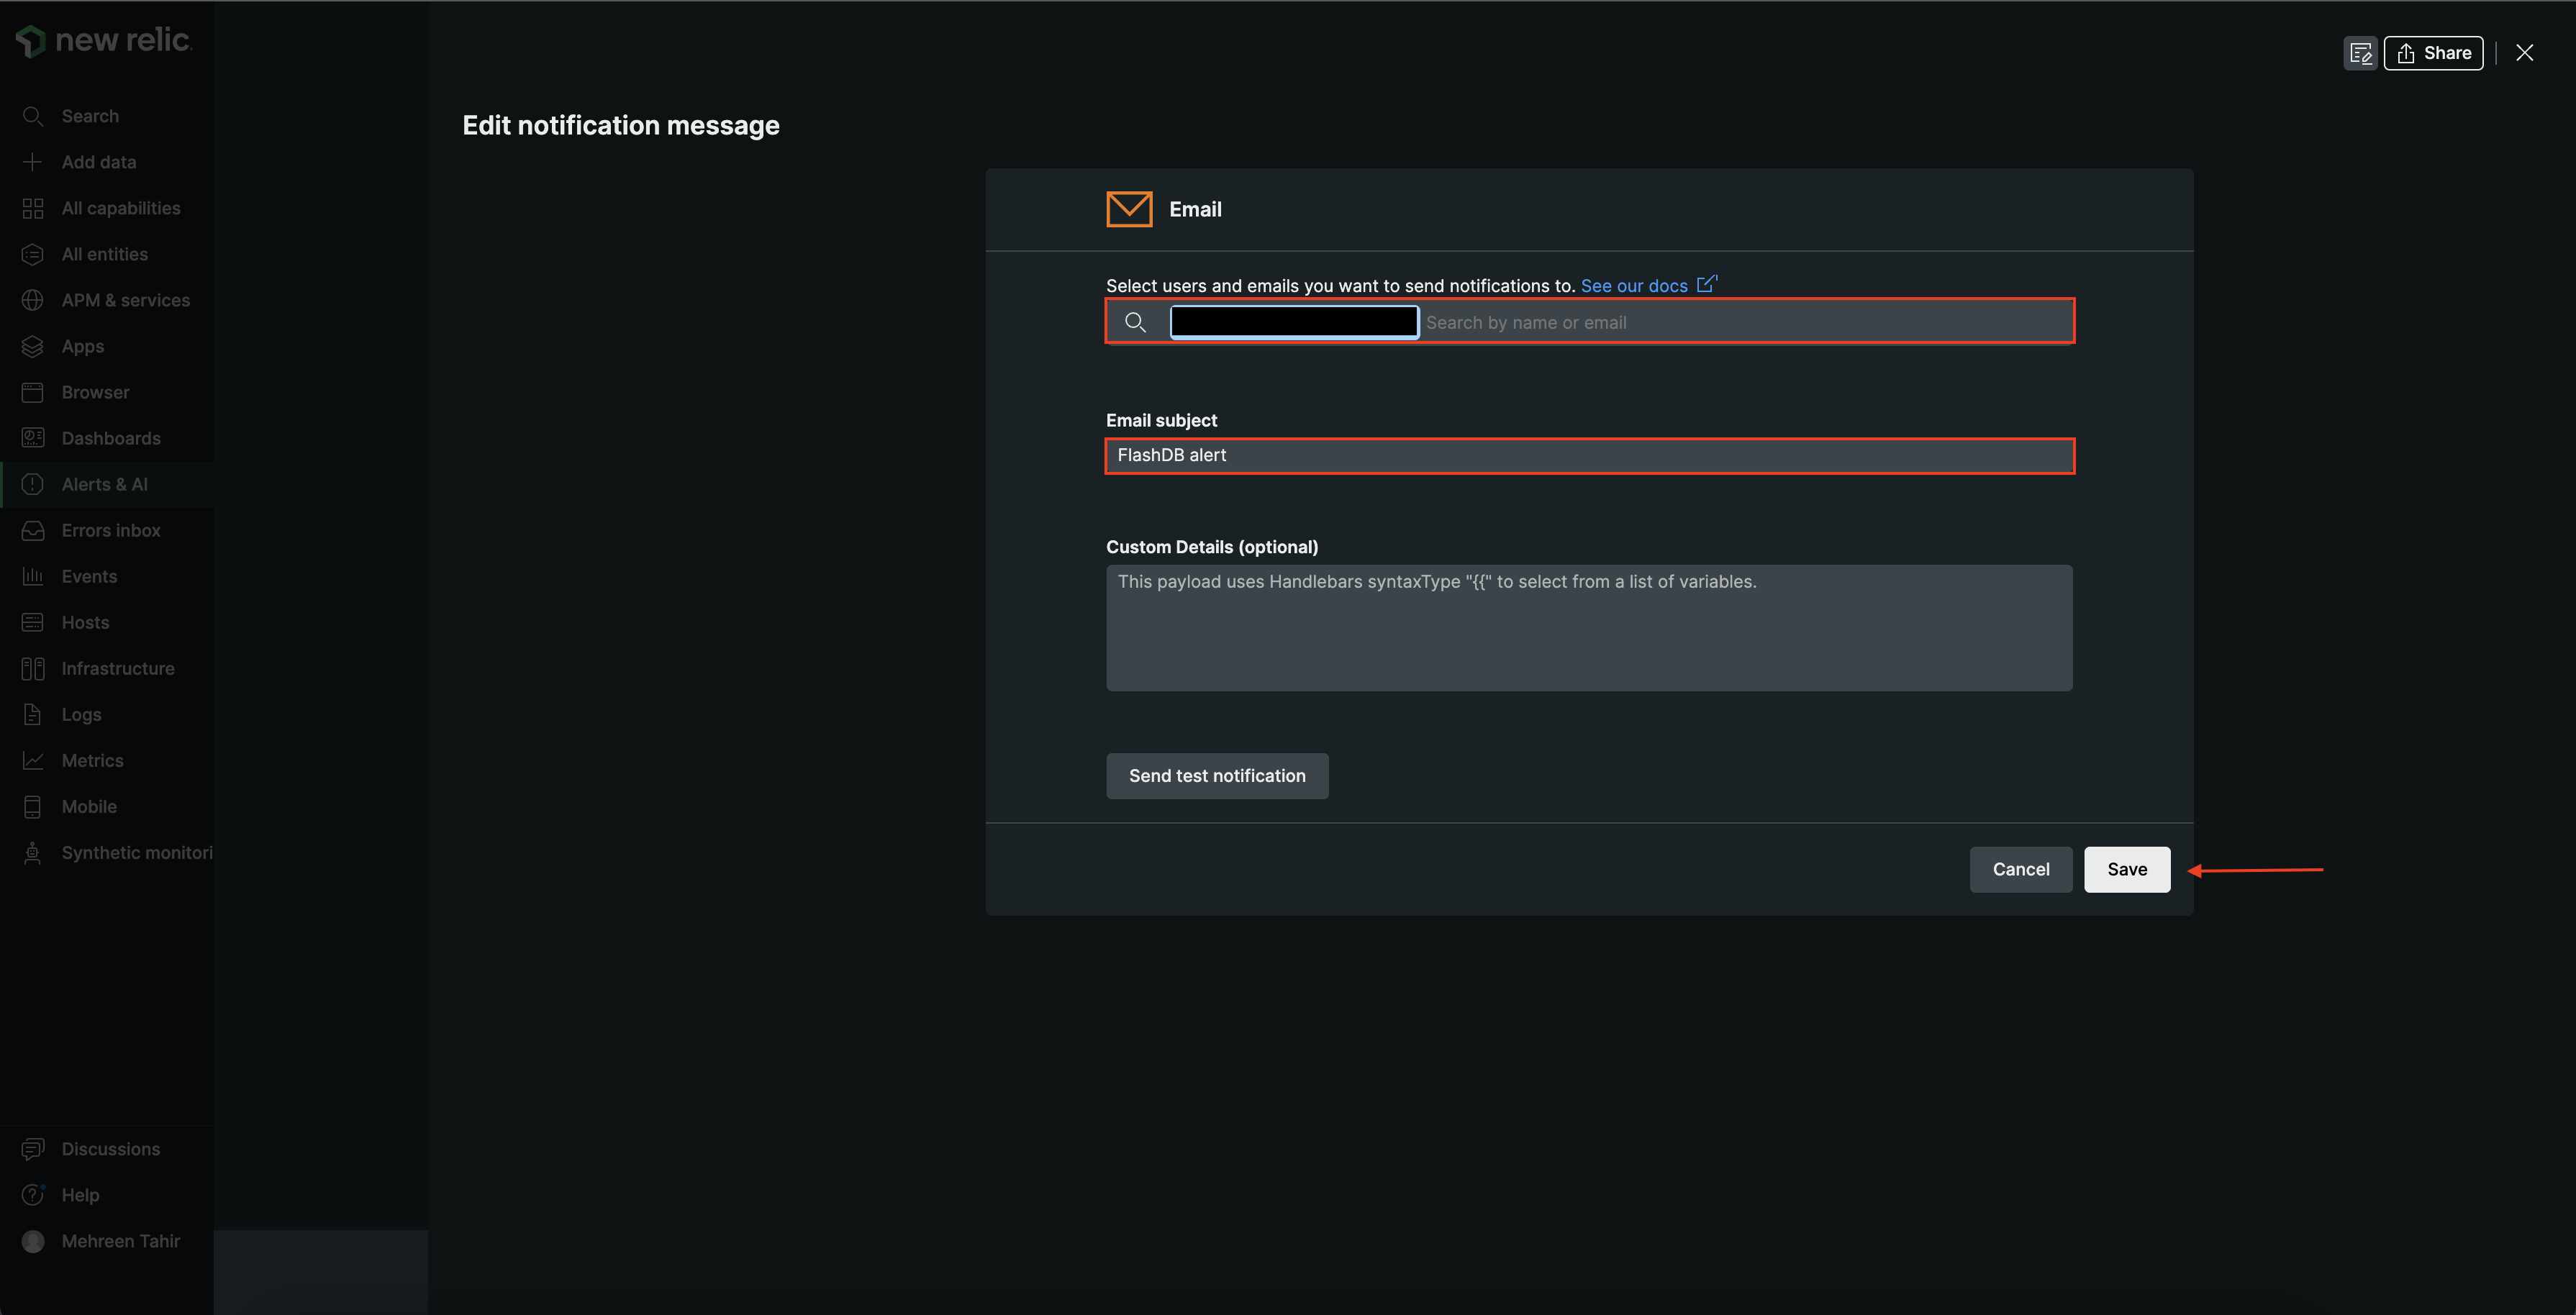 new relic.
Share
Search
Add data
All capabilities
All entities
APM & services
Apps
Browser
Dashboards
Alerts & AI
Errors inbox
Events
Hosts
Infrastructure
Logs
Metrics
Mobile
Synthetic monitori
Discussions
Help
Mehreen Tahir
Edit notification message
Email
Select users and emails you want to send notifications to. See our docs
Search by name or email
Email subject
FlashDB alert
Custom Details (optional)
This payload uses Handlebars syntaxType "{{" to select from a list of variables.
Send test notification
Cancel
Save